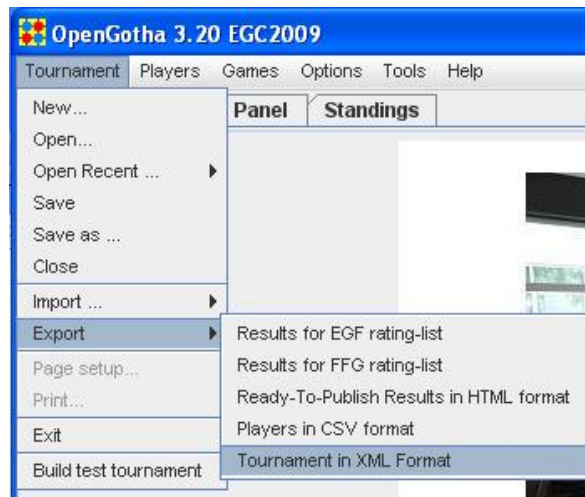 OpenGotha 3.20 EGC2009
Tournament Players Games Options Tools Help
Panel Standings
New...
Open...
Open Recent ...
Save
Save as ...
Close
Import ...
Export
Page setup...
Print...
Exit
Build test tournament
Results for EGF rating-list
Results for FFG rating-list
Ready-To-Publish Results in HTML format
Players in CSV format
Tournament in XML Format